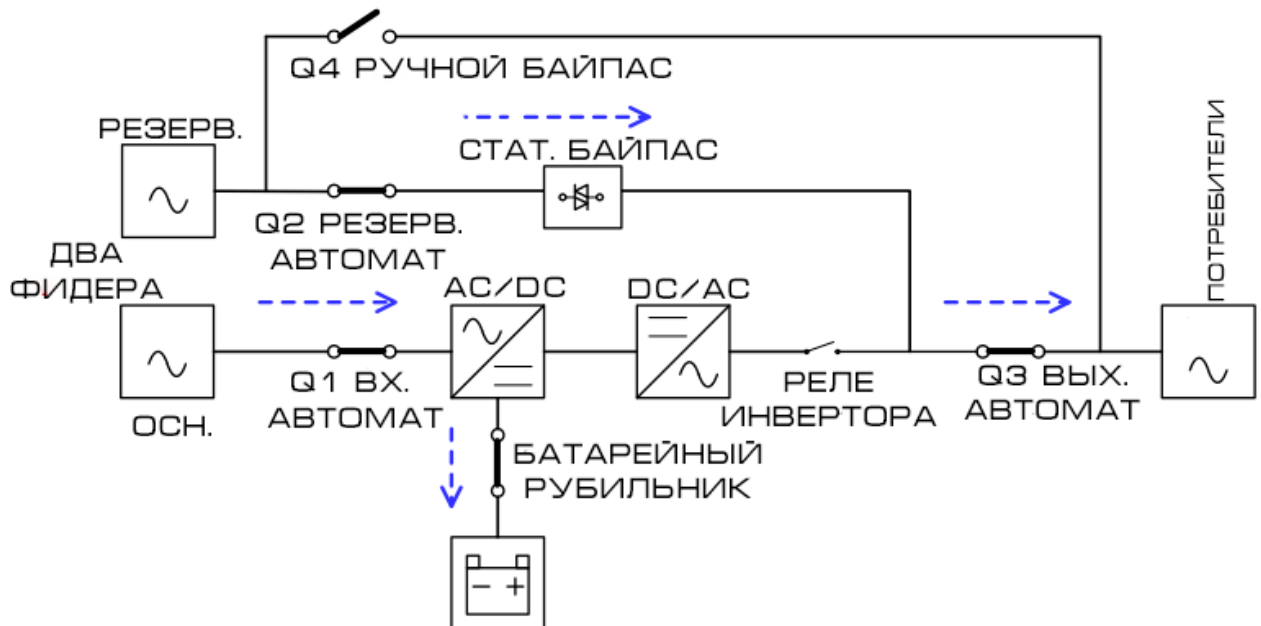 Q4 РУЧНОЙ БАЙПАС
РЕЗЕРВ.
СТАТ. БАЙПАС
Q2 РЕЗЕРВ.
АВТОМАТ
ДВА
ФИДЕРА
AC/DC
DC/AC
ПОТРЕБИТЕЛИ
Q1 ВХ.
АВТОМАТ
ОСН.
РЕЛЕ
ИНВЕРТОРА
Q3 ВЫХ.
АВТОМАТ
БАТАРЕЙНЫЙ
РУБИЛЬНИК
− +